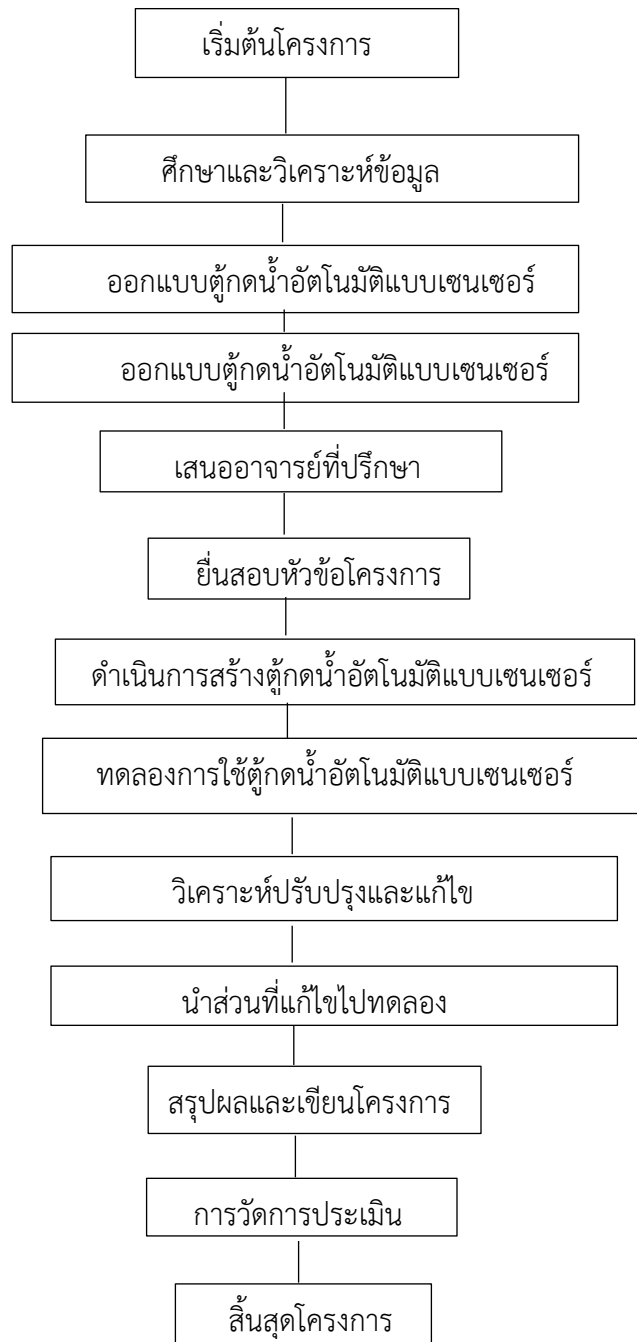 เริ่มต้นโครงการ
ศึกษาและวิเคราะห์ข้อมูล
ออกแบบตู้กดน้ำอัตโนมัติแบบเซนเซอร์
ออกแบบตู้กดน้ำอัตโนมัติแบบเซนเซอร์
เสนออาจารย์ที่ปรึกษา
ยื่นสอบหัวข้อโครงการ
ดำเนินการสร้างตู้กดน้ำอัตโนมัติแบบเซนเซอร์
ทดลองการใช้ตู้กดน้ำอัตโนมัติแบบเซนเซอร์
วิเคราะห์ปรับปรุงและแก้ไข
นำส่วนที่แก้ไขไปทดลอง
สรุปผลและเขียนโครงการ
การวัดการประเมิน
สิ้นสุดโครงการ